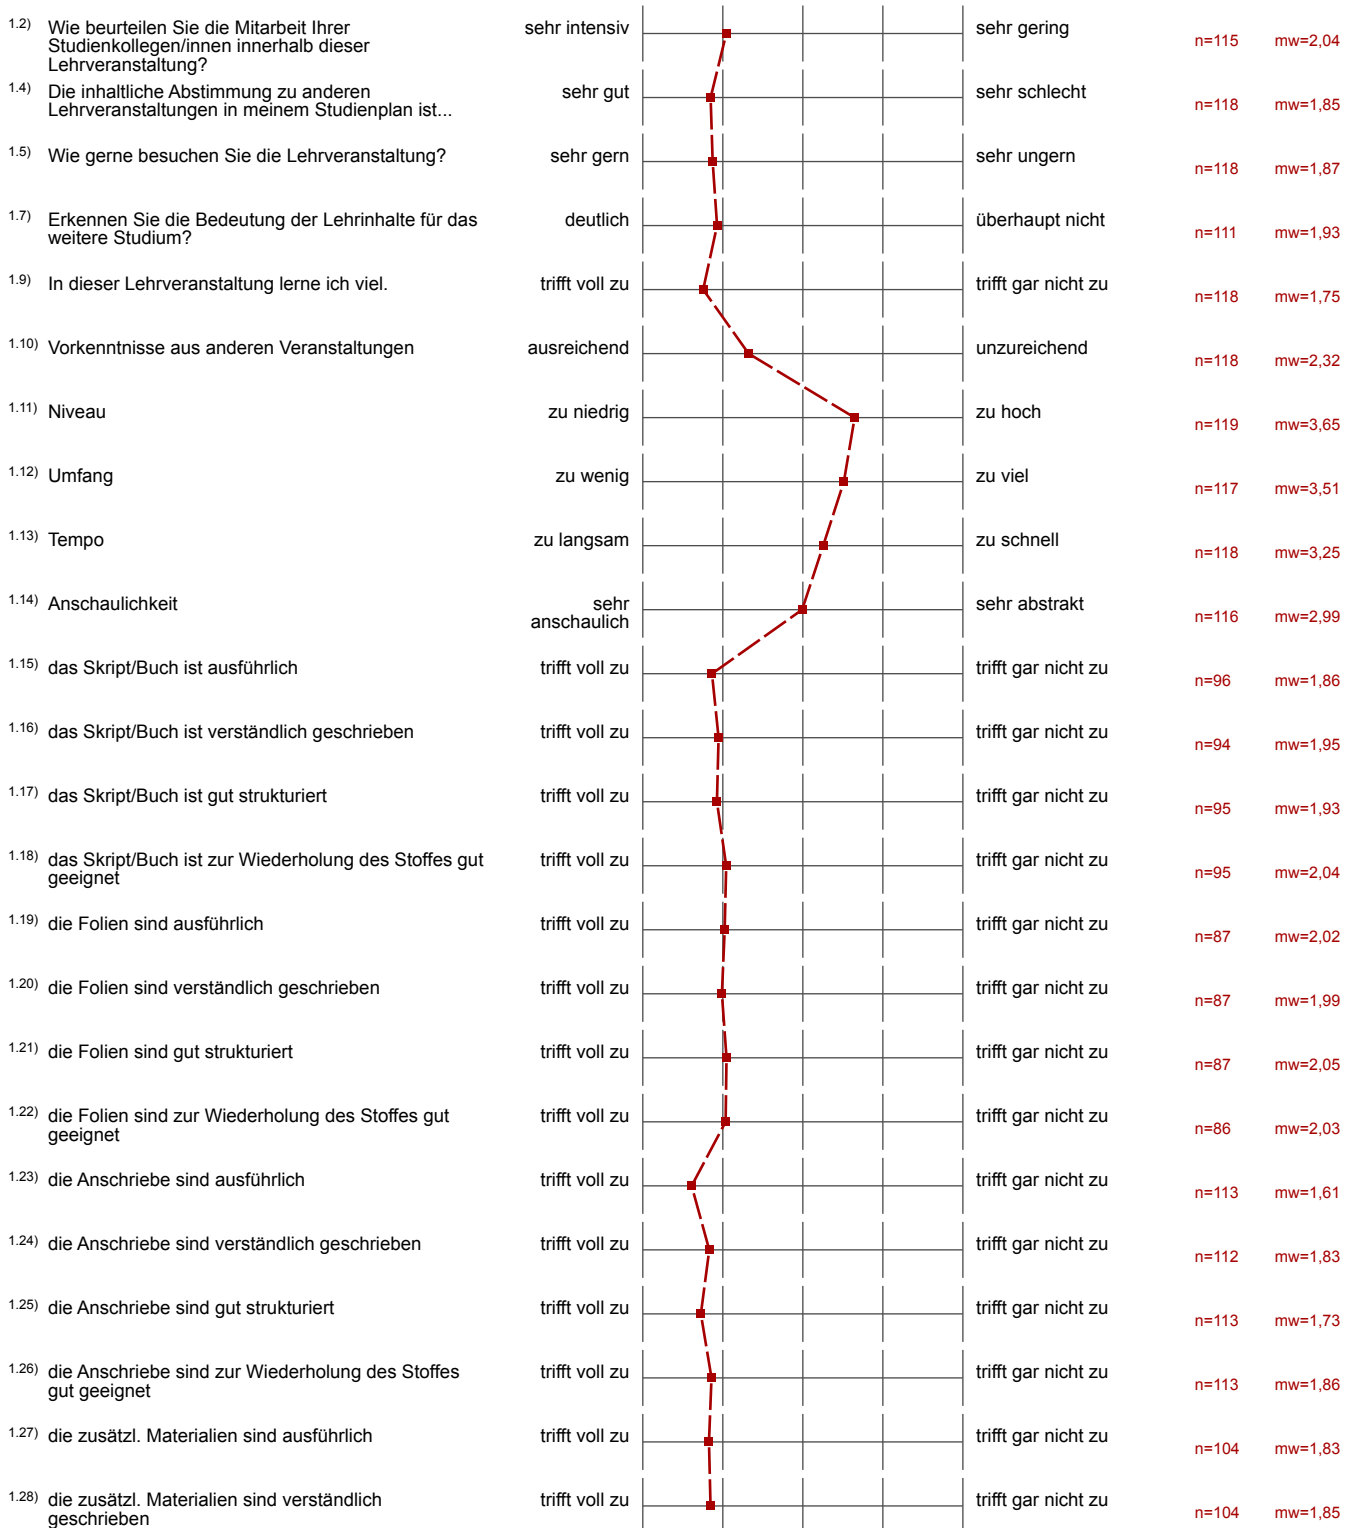 1.2) Wie beurteilen Sie die Mitarbeit Ihrer
Studienkollegen/innen innerhalb dieser
Lehrveranstaltung?
sehr intensiv sehr gering n=115 mw=2,04
1.4) Die inhaltliche Abstimmung zu anderen
Lehrveranstaltungen in meinem Studienplan ist...
sehr gut sehr schlecht n=118 mw=1,85
1.5) Wie gerne besuchen Sie die Lehrveranstaltung? sehr gern sehr ungern n=118 mw=1,87
1.7) Erkennen Sie die Bedeutung der Lehrinhalte für das
weitere Studium?
deutlich überhaupt nicht n=111 mw=1,93
1.9) In dieser Lehrveranstaltung lerne ich viel. trifft voll zu trifft gar nicht zu n=118 mw=1,75
1.10) Vorkenntnisse aus anderen Veranstaltungen ausreichend unzureichend n=118 mw=2,32
1.11) Niveau zu niedrig zu hoch n=119 mw=3,65
1.12) Umfang zu wenig zu viel n=117 mw=3,51
1.13) Tempo zu langsam zu schnell n=118 mw=3,25
1.14) Anschaulichkeit sehr
anschaulich
sehr abstrakt n=116 mw=2,99
1.15) das Skript/Buch ist ausführlich trifft voll zu trifft gar nicht zu n=96 mw=1,86
1.16) das Skript/Buch ist verständlich geschrieben trifft voll zu trifft gar nicht zu n=94 mw=1,95
1.17) das Skript/Buch ist gut strukturiert trifft voll zu trifft gar nicht zu n=95 mw=1,93
1.18) das Skript/Buch ist zur Wiederholung des Stoffes gut
geeignet
trifft voll zu trifft gar nicht zu n=95 mw=2,04
1.19) die Folien sind ausführlich trifft voll zu trifft gar nicht zu n=87 mw=2,02
1.20) die Folien sind verständlich geschrieben trifft voll zu trifft gar nicht zu n=87 mw=1,99
1.21) die Folien sind gut strukturiert trifft voll zu trifft gar nicht zu n=87 mw=2,05
1.22) die Folien sind zur Wiederholung des Stoffes gut
geeignet
trifft voll zu trifft gar nicht zu n=86 mw=2,03
1.23) die Anschriebe sind ausführlich trifft voll zu trifft gar nicht zu n=113 mw=1,61
1.24) die Anschriebe sind verständlich geschrieben trifft voll zu trifft gar nicht zu n=112 mw=1,83
1.25) die Anschriebe sind gut strukturiert trifft voll zu trifft gar nicht zu n=113 mw=1,73
1.26) die Anschriebe sind zur Wiederholung des Stoffes
gut geeignet
trifft voll zu trifft gar nicht zu n=113 mw=1,86
1.27) die zusätzl. Materialien sind ausführlich trifft voll zu trifft gar nicht zu n=104 mw=1,83
1.28) die zusätzl. Materialien sind verständlich
geschrieben
trifft voll zu trifft gar nicht zu n=104 mw=1,85